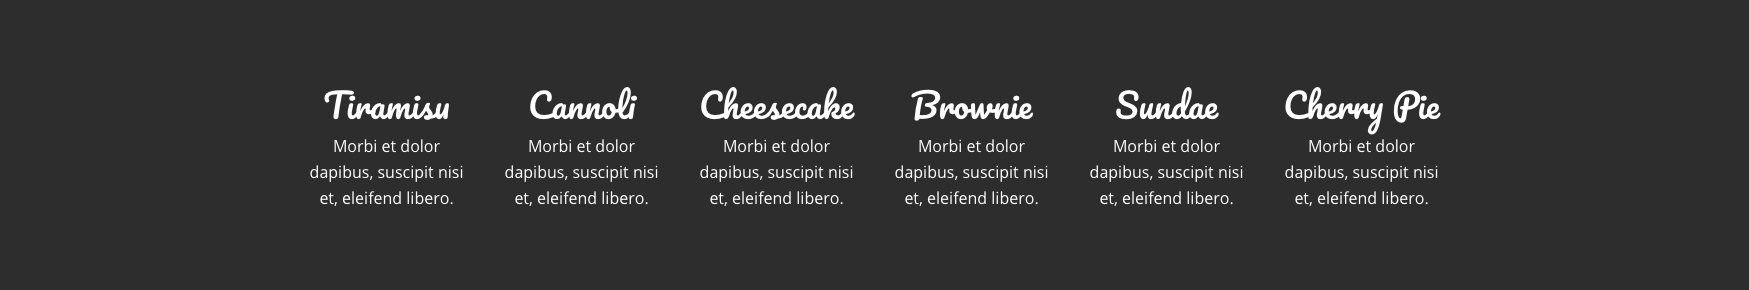 Tiramisu
Morbi et dolor
dapibus, suscipit nisi
et, eleifend libero.
Cannoli
Morbi et dolor
dapibus, suscipit nisi
et, eleifend libero.
Cheesecake
Morbi et dolor
dapibus, suscipit nisi
et, eleifend libero.
Brownie
Morbi et dolor
dapibus, suscipit nisi
et, eleifend libero.
Sundae
Morbi et dolor
dapibus, suscipit nisi
et, eleifend libero.
Cherry Pie
Morbi et dolor
dapibus, suscipit nisi
et, eleifend libero.